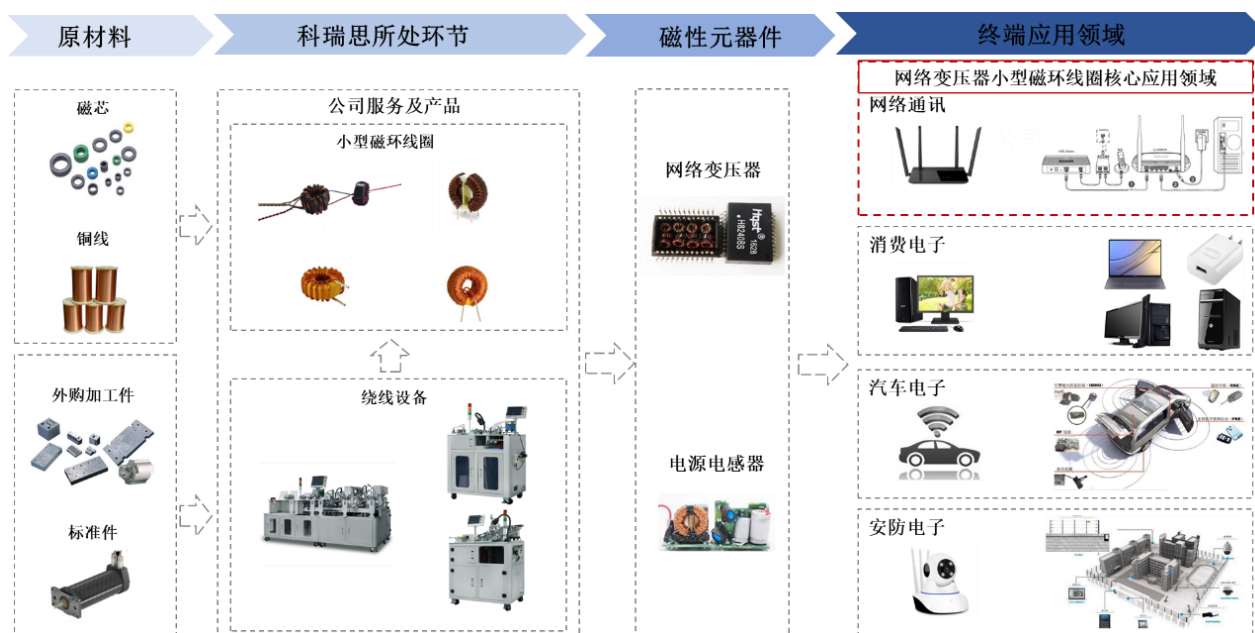 原材料
科瑞思所处环节
磁性元器件
终端应用领域
磁芯
铜线
外购加工件
标准件
公司服务及产品
小型磁环线圈
绕线设备
网络变压器
Hqst®
1828
H82409S
电源电感器
网络变压器小型磁环线圈核心应用领域
网络通讯
消费电子
汽车电子
安防电子